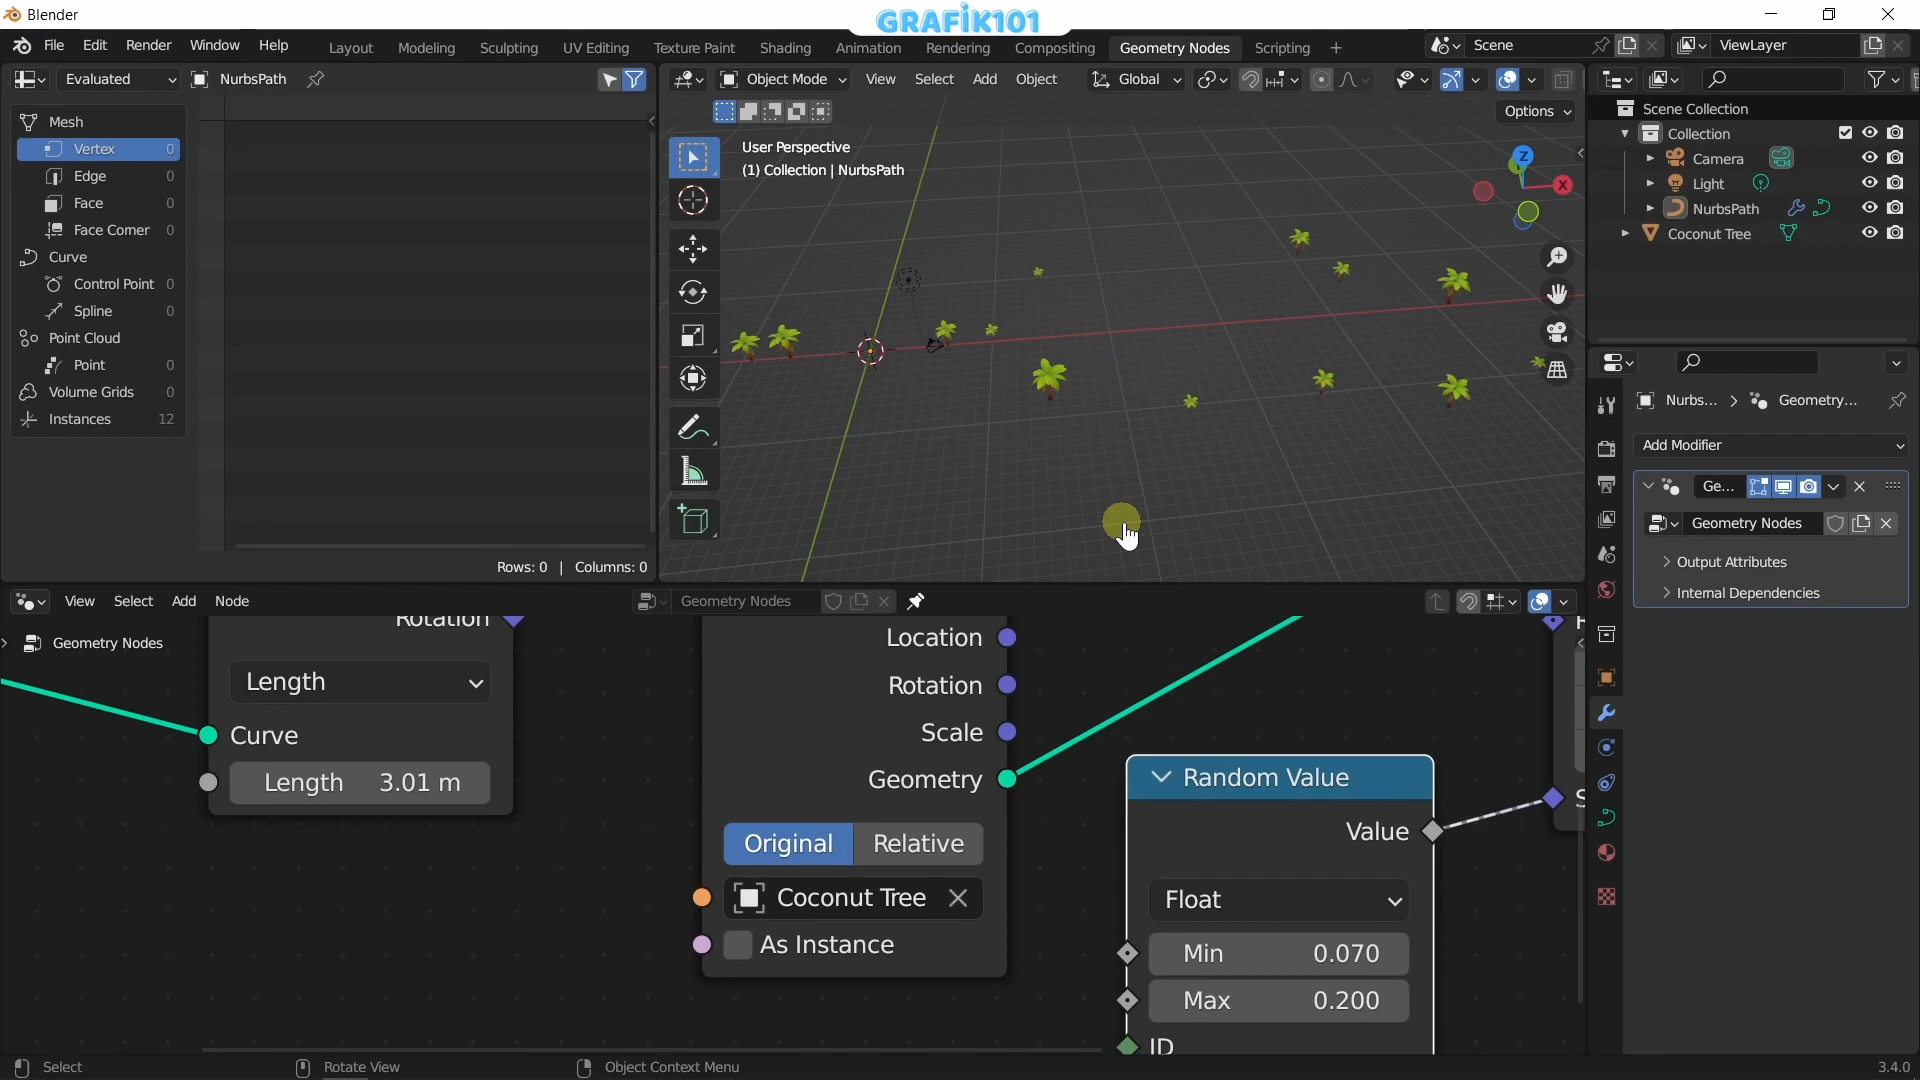 Blender
GRAFİK101
File Edit Render Window Help
Layout Modeling Sculpting UV Editing Texture Paint Shading Animation Rendering Compositing Geometry Nodes Scripting +
Scene
ViewLayer
Evaluated
NurbsPath
Object Mode View Select Add Object
Global
Options
Mesh
Vertex 0
Edge 0
Face 0
Face Corner 0
Curve
Control Point 0
Spline 0
Point Cloud
Point 0
Volume Grids 0
Instances 12
Rows: 0 | Columns: 0
User Perspective
(1) Collection | NurbsPath
Z
X
Scene Collection
Collection
Camera
Light
NurbsPath
Coconut Tree
Nurbs... > Geometry...
Add Modifier
Ge...
Geometry Nodes
Output Attributes
Internal Dependencies
View Select Add Node
Geometry Nodes
Geometry Nodes
Rotation
Length
Curve
Length 3.01 m
Location
Rotation
Scale
Geometry
Original Relative
Coconut Tree
As Instance
Random Value
Value
Float
Min 0.070
Max 0.200
ID
Select
Rotate View
Object Context Menu
3.4.0